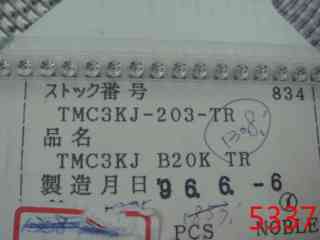 ストック番号 834
TMC3KJ-203-TR
品名
TMC3KJ B20K TR
製造月日'96.6.-6
PCS NOBLE
5337